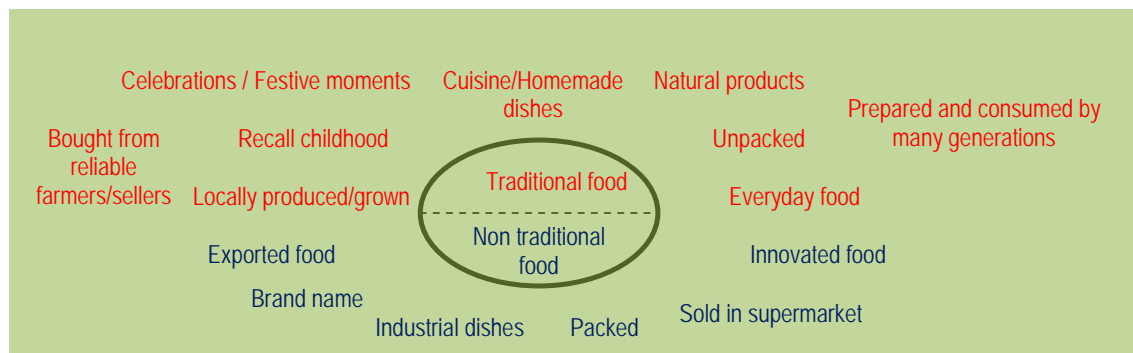 Celebrations / Festive moments
Cuisine/Homemade
dishes
Natural products
Prepared and consumed by
many generations
Bought from
reliable
farmers/sellers
Recall childhood
Unpacked
Locally produced/grown
Traditional food
Everyday food
Non traditional
food
Exported food
Innovated food
Brand name
Industrial dishes
Packed
Sold in supermarket